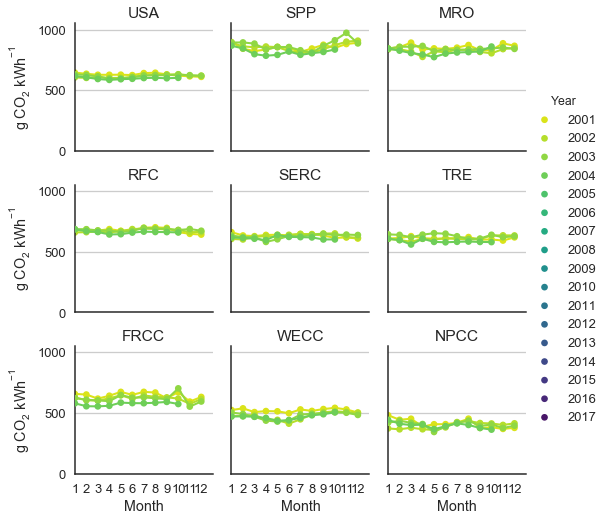 USA SPP MRO
1000
500
0
g CO₂ kWh⁻¹
RFC SERC TRE
1000
500
0
g CO₂ kWh⁻¹
FRCC WECC NPCC
1000
500
0
g CO₂ kWh⁻¹
1 2 3 4 5 6 7 8 9 10 11 12
1 2 3 4 5 6 7 8 9 10 11 12
1 2 3 4 5 6 7 8 9 10 11 12
Month Month Month
Year
2001
2002
2003
2004
2005
2006
2007
2008
2009
2010
2011
2012
2013
2014
2015
2016
2017